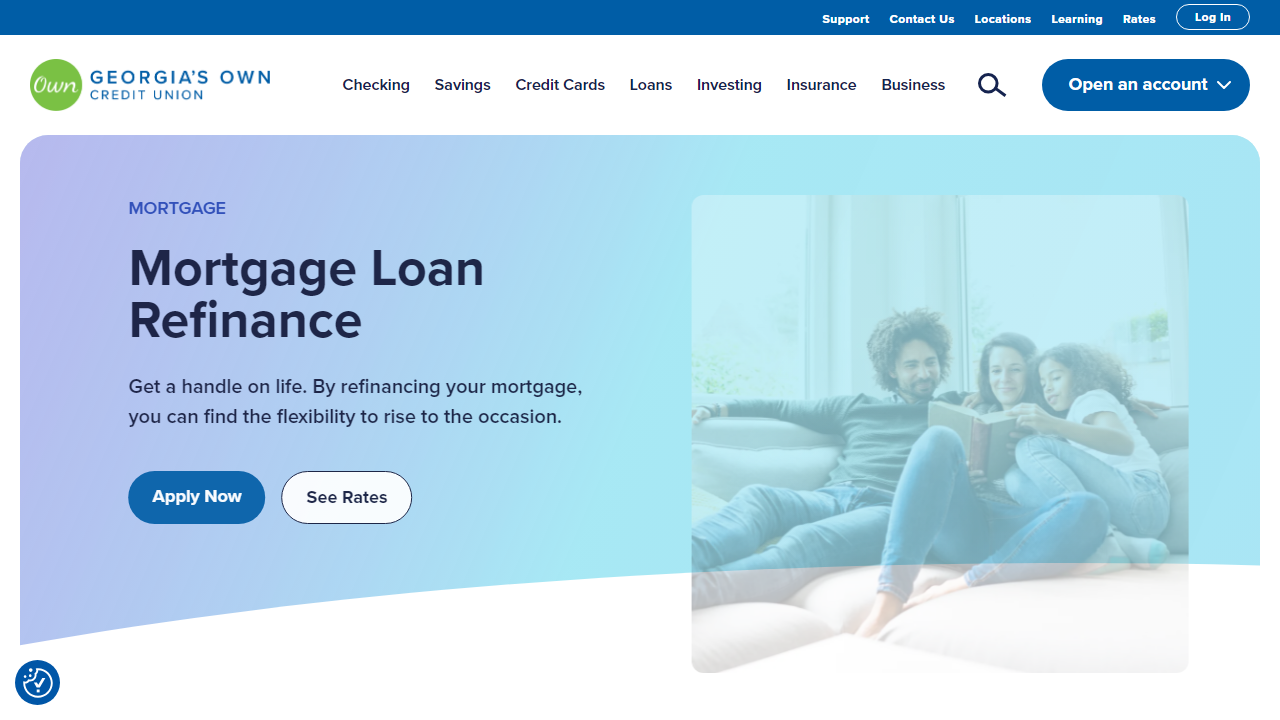 Support Contact Us Locations Learning Rates Log In
Own GEORGIA'S OWN
CREDIT UNION
Checking Savings Credit Cards Loans Investing Insurance Business Open an account
MORTGAGE
Mortgage Loan
Refinance
Get a handle on life. By refinancing your mortgage,
you can find the flexibility to rise to the occasion.
Apply Now See Rates